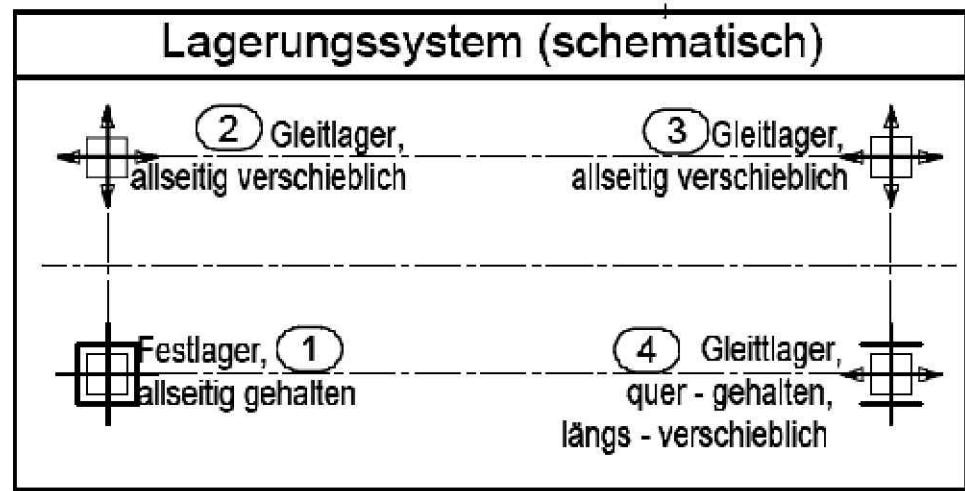 Lagerungssystem (schematisch)
2 Gleitlager,
allseitig verschieblich
3 Gleitlager,
allseitig verschieblich
Festlager, 1
allseitig gehalten
4 Gleittlager,
quer - gehalten,
längs - verschieblich